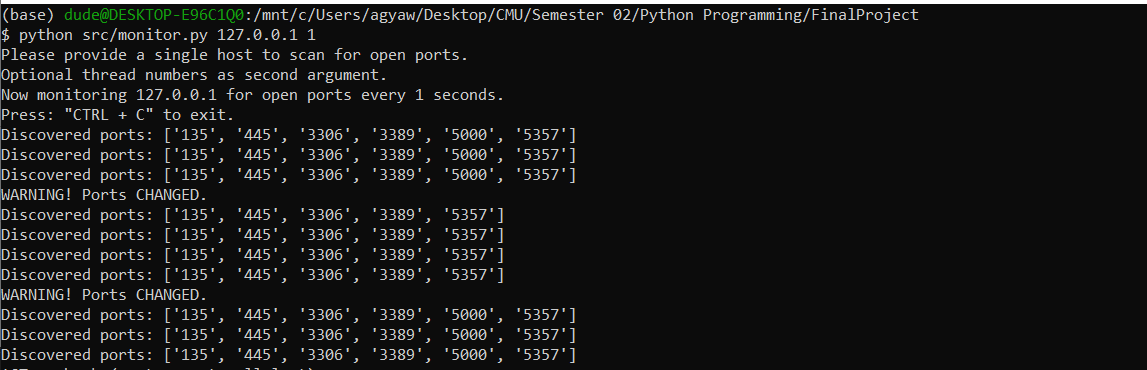 (base) dude@DESKTOP-E96C1Q0:/mnt/c/Users/agyaw/Desktop/CMU/Semester 02/Python Programming/FinalProject
$ python src/monitor.py 127.0.0.1 1
Please provide a single host to scan for open ports.
Optional thread numbers as second argument.
Now monitoring 127.0.0.1 for open ports every 1 seconds.
Press: "CTRL + C" to exit.
Discovered ports: ['135', '445', '3306', '3389', '5000', '5357']
Discovered ports: ['135', '445', '3306', '3389', '5000', '5357']
Discovered ports: ['135', '445', '3306', '3389', '5000', '5357']
WARNING! Ports CHANGED.
Discovered ports: ['135', '445', '3306', '3389', '5357']
Discovered ports: ['135', '445', '3306', '3389', '5357']
Discovered ports: ['135', '445', '3306', '3389', '5357']
Discovered ports: ['135', '445', '3306', '3389', '5357']
WARNING! Ports CHANGED.
Discovered ports: ['135', '445', '3306', '3389', '5000', '5357']
Discovered ports: ['135', '445', '3306', '3389', '5000', '5357']
Discovered ports: ['135', '445', '3306', '3389', '5000', '5357']